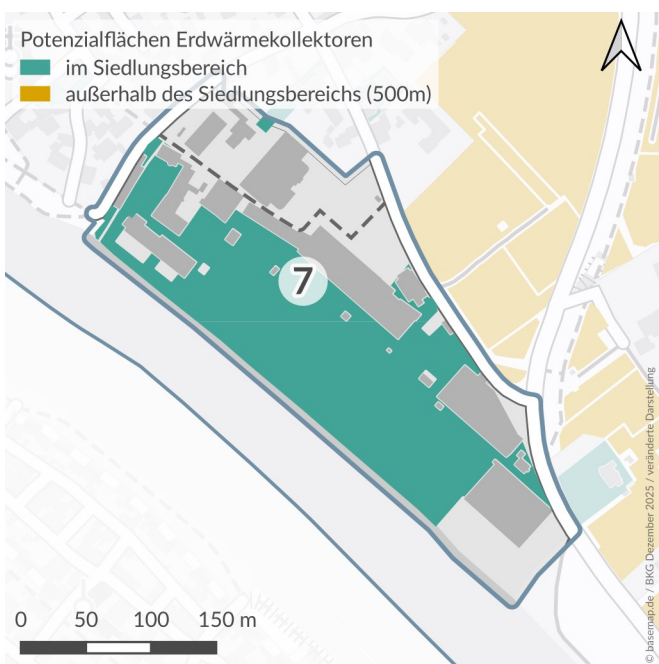 Potenzialflächen Erdwärmekollektoren
im Siedlungsbereich
außerhalb des Siedlungsbereichs (500m)
7
0 50 100 150 m
© basemap.de / BKG Dezember 2025 / veränderte Darstellung